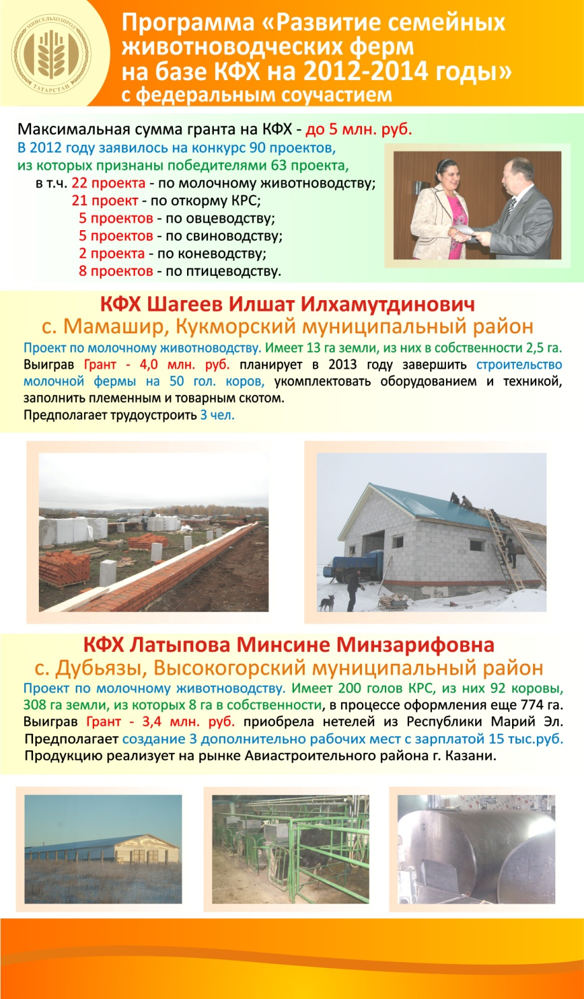 МИНСЕЛЬХОЗПРОД
ТАТАРСТАН
Программа «Развитие семейных
животноводческих ферм
на базе КФХ на 2012-2014 годы»
с федеральным соучастием
Максимальная сумма гранта на КФХ - до 5 млн. руб.
В 2012 году заявилось на конкурс 90 проектов,
из которых признаны победителями 63 проекта,
в т.ч. 22 проекта - по молочному животноводству;
21 проект - по откорму КРС;
5 проектов - по овцеводству;
5 проектов - по свиноводству;
2 проекта - по коневодству;
8 проектов - по птицеводству.
КФХ Шагеев Илшат Илхамутдинович
с. Мамашир, Кукморский муниципальный район
Проект по молочному животноводству. Имеет 13 га земли, из них в собственности 2,5 га.
Выиграв Грант - 4,0 млн. руб. планирует в 2013 году завершить строительство
молочной фермы на 50 гол. коров, укомплектовать оборудованием и техникой,
заполнить племенным и товарным скотом.
Предполагает трудоустроить 3 чел.
КФХ Латыпова Минсине Минзарифовна
с. Дубьязы, Высокогорский муниципальный район
Проект по молочному животноводству. Имеет 200 голов КРС, из них 92 коровы,
308 га земли, из которых 8 га в собственности, в процессе оформления еще 774 га.
Выиграв Грант - 3,4 млн. руб. приобрела нетелей из Республики Марий Эл.
Предполагает создание 3 дополнительно рабочих мест с зарплатой 15 тыс.руб.
Продукцию реализует на рынке Авиастроительного района г. Казани.